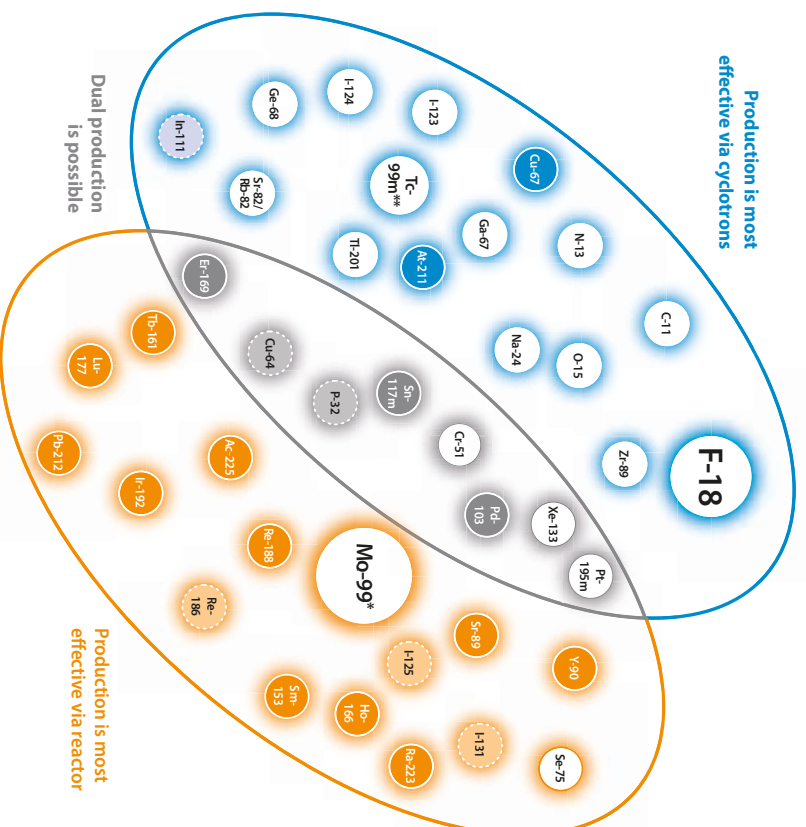 Production is most
effective via cyclotrons
F-18
C-11
Zr-89
N-13
O-15
Cu-67
Na-24
Ga-67
I-123
At-211
Tc-
99m**
Tl-201
I-124
Ge-68
Sr-82/
Rb-82
In-111
Dual production
is possible
Pt-
195m
Xe-133
Pd-
103
Cr-51
Sn-
117m
P-32
Cu-64
Er-169
Y-90
Se-75
Sr-89
I-131
I-125
Ra-223
Mo-99*
Ho-
166
Sm-
153
Re-188
Ac-225
Re-
186
Tb-161
Ir-192
Lu-
177
Pb-212
Production is most
effective via reactor